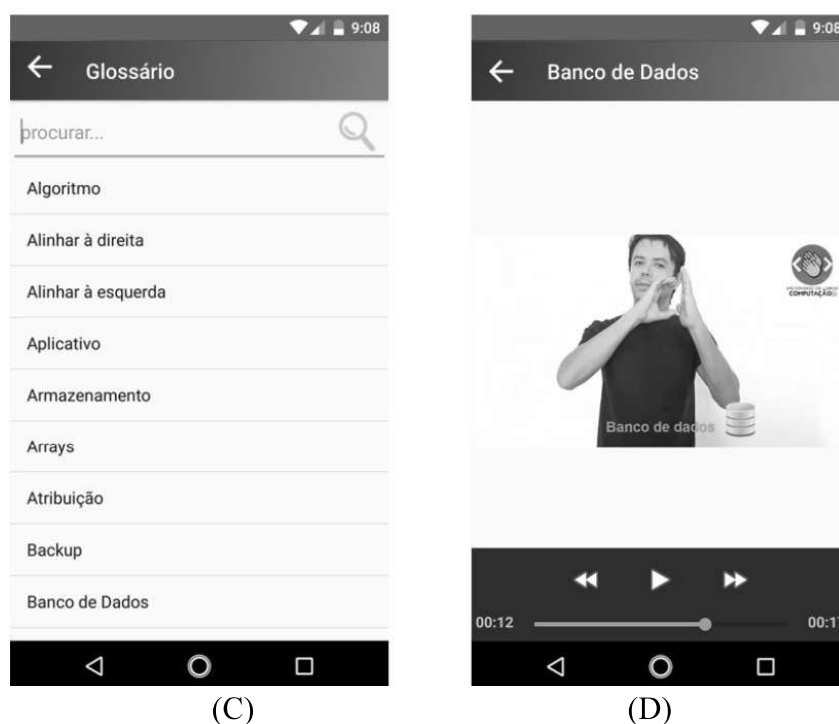 9:08
Glossário
procurar...
Algoritmo
Alinhar à direita
Alinhar à esquerda
Aplicativo
Armazenamento
Arrays
Atribuição
Backup
Banco de Dados
(C)
9:08
Banco de Dados
COMPUTAÇÃO
Banco de dados
00:12
(D)